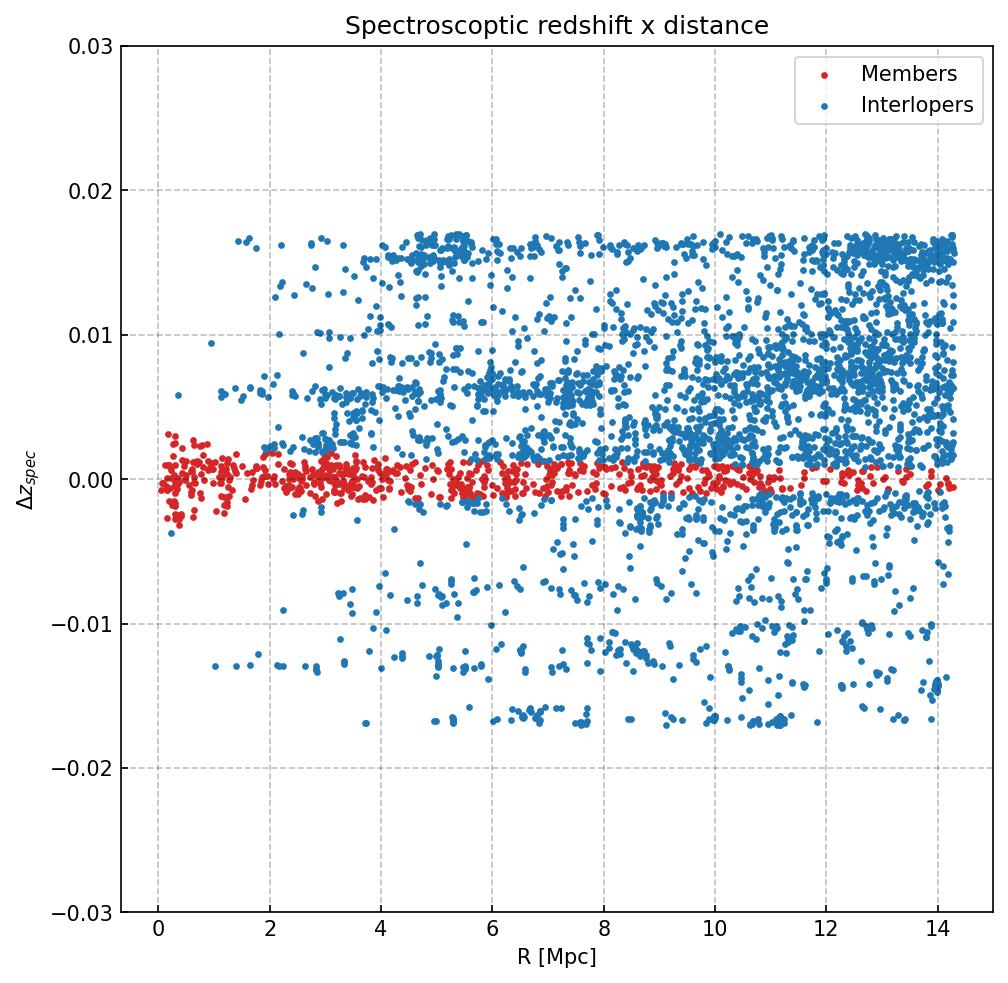 Spectroscoptic redshift x distance
Members
Interlopers
0.03
0.02
0.01
0.00
−0.01
−0.02
−0.03
Δz_spec
0 2 4 6 8 10 12 14
R [Mpc]